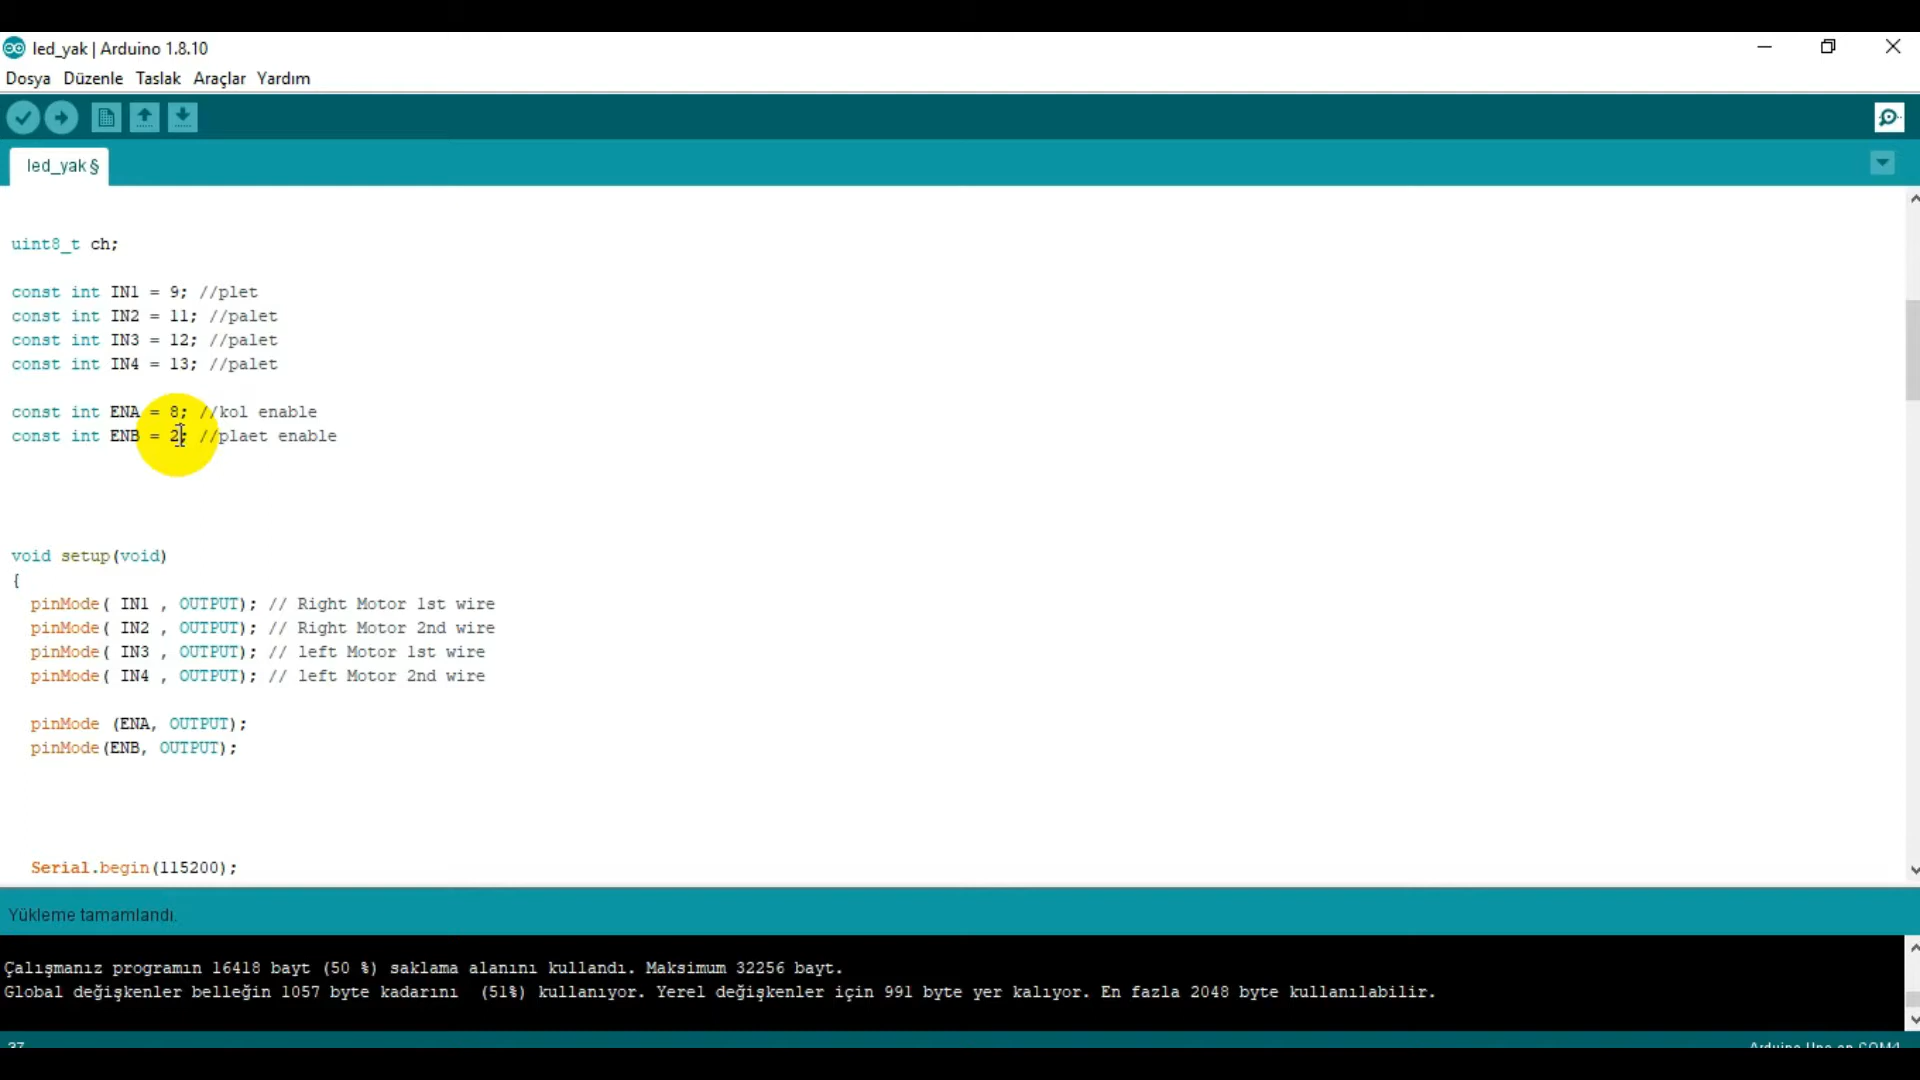 led_yak | Arduino 1.8.10
Dosya Düzenle Taslak Araçlar Yardım
led_yak §
uint8_t ch;
const int IN1 = 9; //plet
const int IN2 = 11; //palet
const int IN3 = 12; //palet
const int IN4 = 13; //palet
const int ENA = 8; //kol enable
const int ENB = 2; //plaet enable
void setup(void)
{
pinMode( IN1 , OUTPUT); // Right Motor 1st wire
pinMode( IN2 , OUTPUT); // Right Motor 2nd wire
pinMode( IN3 , OUTPUT); // left Motor 1st wire
pinMode( IN4 , OUTPUT); // left Motor 2nd wire
pinMode (ENA, OUTPUT);
pinMode(ENB, OUTPUT);
Serial.begin(115200);
Yükleme tamamlandı.
Çalışmanız programın 16418 bayt (50 %) saklama alanını kullandı. Maksimum 32256 bayt.
Global değişkenler belleğin 1057 byte kadarını (51%) kullanıyor. Yerel değişkenler için 991 byte yer kalıyor. En fazla 2048 byte kullanılabilir.